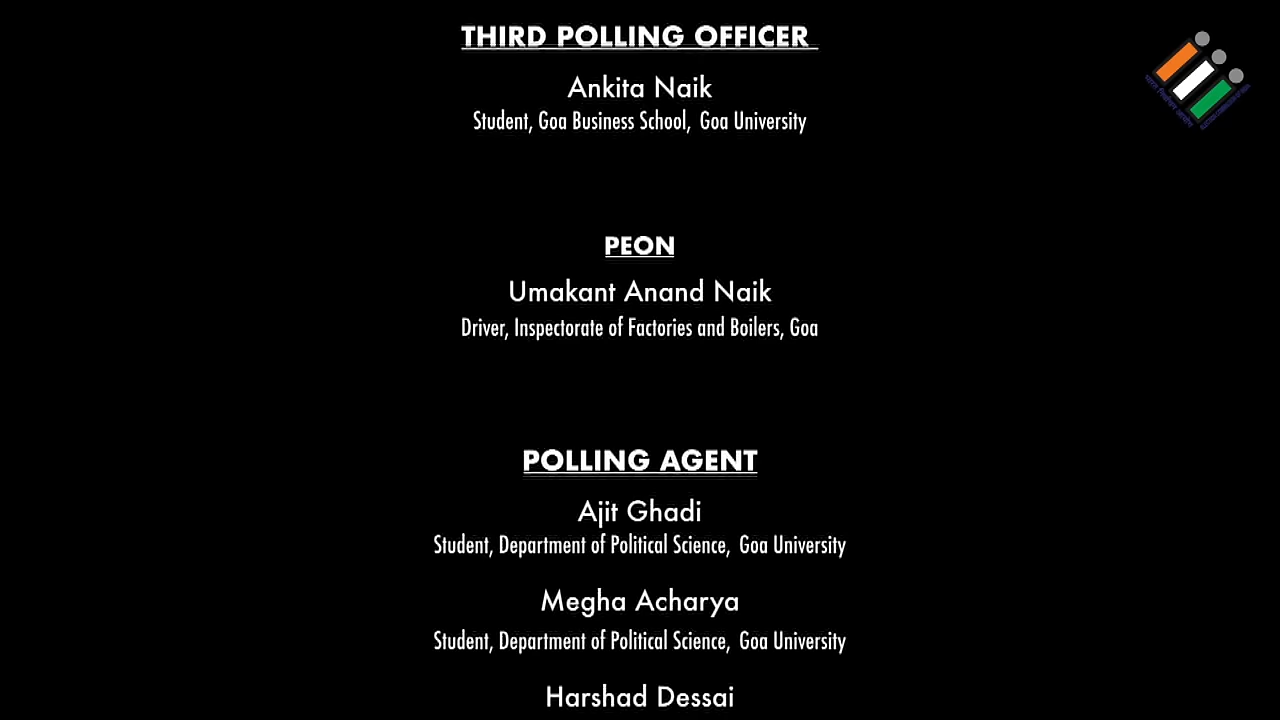 THIRD POLLING OFFICER
Ankita Naik
Student, Goa Business School, Goa University
PEON
Umakant Anand Naik
Driver, Inspectorate of Factories and Boilers, Goa
POLLING AGENT
Ajit Ghadi
Student, Department of Political Science, Goa University
Megha Acharya
Student, Department of Political Science, Goa University
Harshad Dessai